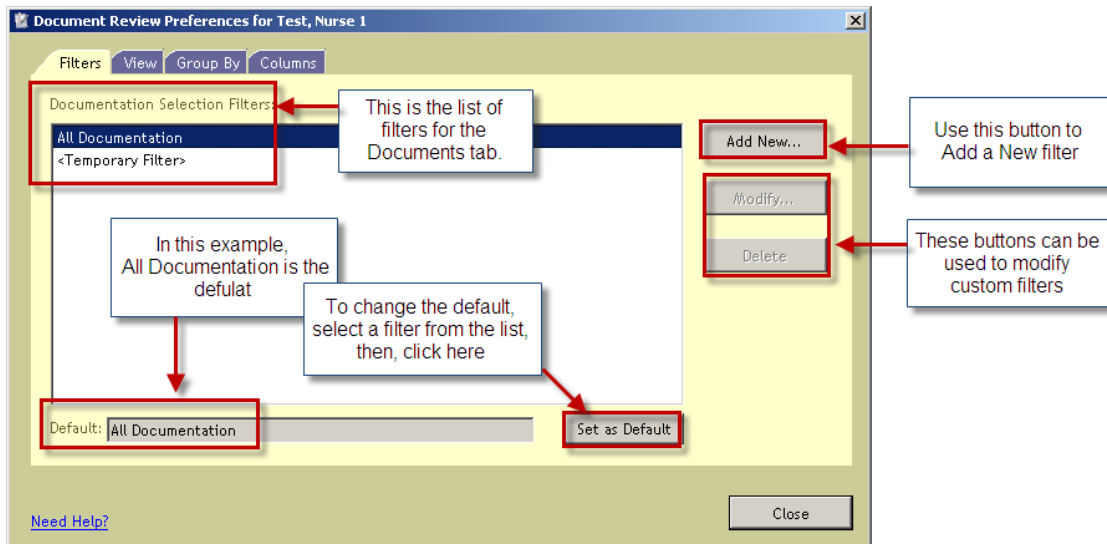 Document Review Preferences for Test, Nurse 1
Filters View Group By Columns
Documentation Selection Filters:
This is the list of
filters for the
Documents tab.
All Documentation
<Temporary Filter>
Add New...
Use this button to
Add a New filter
Modify...
Delete
These buttons can be
used to modify
custom filters
In this example,
All Documentation is the
defulat
To change the default,
select a filter from the list,
then, click here
Default: All Documentation
Set as Default
Need Help?
Close